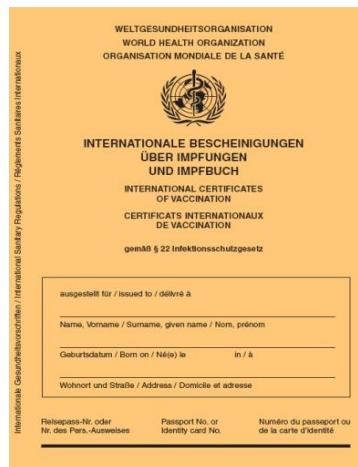 WELTGESUNDHEITSORGANISATION
WORLD HEALTH ORGANIZATION
ORGANISATION MONDIALE DE LA SANTÉ
INTERNATIONALE BESCHEINIGUNGEN
ÜBER IMPFUNGEN
UND IMPFBUCH
INTERNATIONAL CERTIFICATES
OF VACCINATION
CERTIFICATS INTERNATIONAUX
DE VACCINATION
gemäß § 22 Infektionsschutzgesetz
ausgestellt für / issued to / délivré à
Name, Vorname / Surname, given name / Nom, prénom
Geburtsdatum / Born on / Né(e) le in / à
Wohnort und Straße / Address / Domicile et adresse
Reisepass-Nr. oder Passport No. or Numéro du passeport ou
Nr. des Pers.-Ausweises Identity card No. de la carte d'identité
Internationale Gesundheitsvorschriften / International Sanitary Regulations / Règlements Sanitaires Internationaux